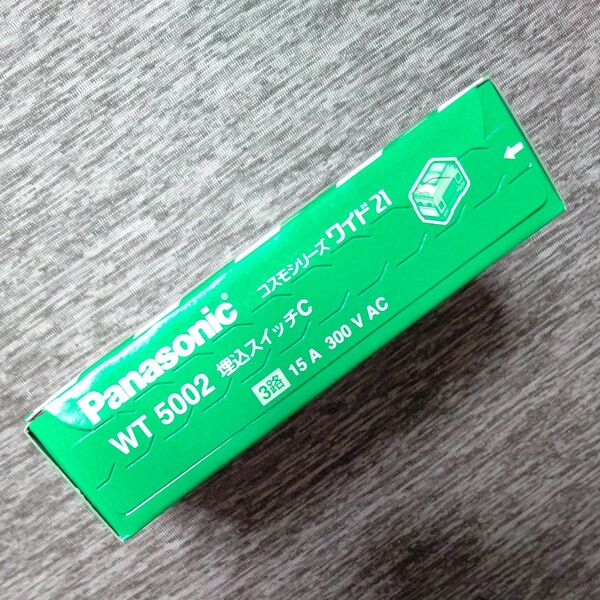 Panasonic コスモシリーズ ワイド21
WT 5002 埋込スイッチC
3路 15 A 300 V AC